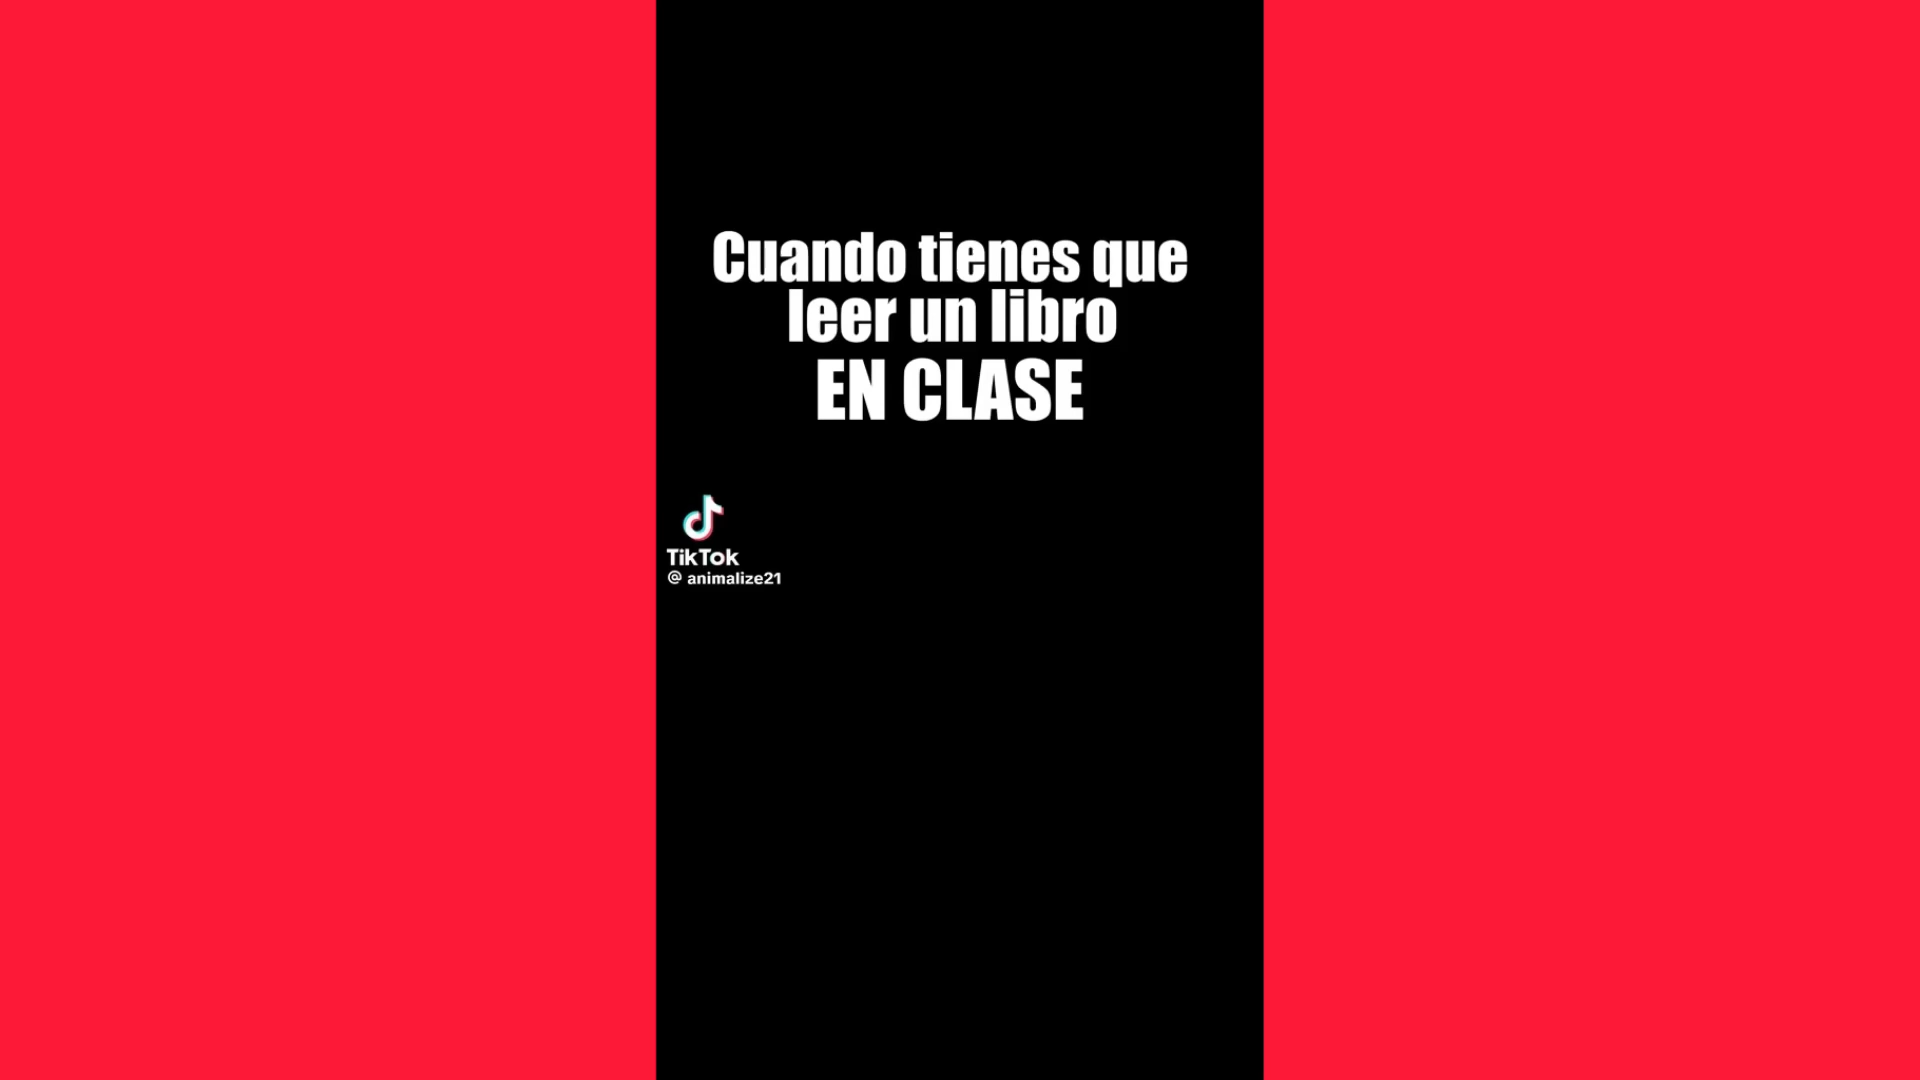 Cuando tienes que
leer un libro
EN CLASE
TikTok
@ animalize21